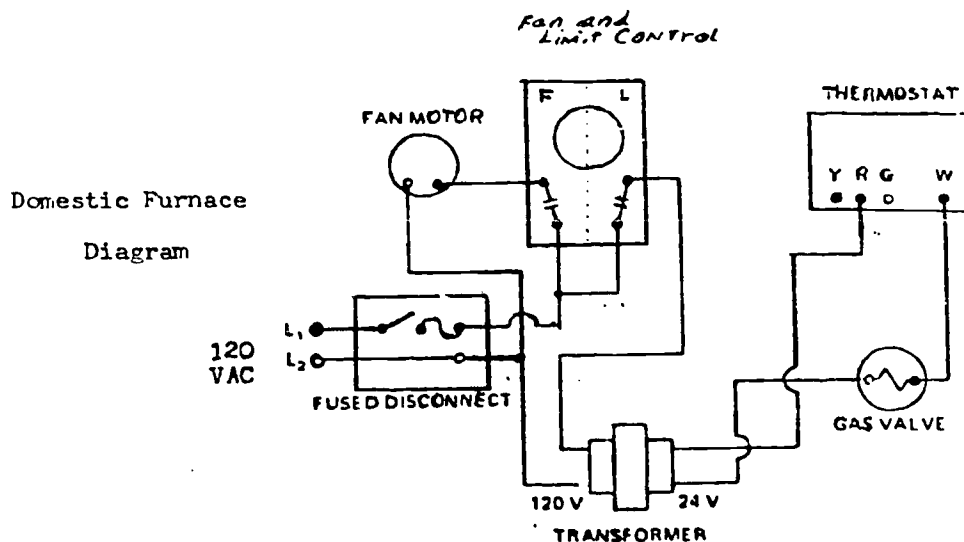 Fan and
Limit Control
F L
THERMOSTAT
FAN MOTOR
Y R G W
Domestic Furnace
Diagram
L1
120
VAC
L2
FUSED DISCONNECT
GAS VALVE
120 V 24 V
TRANSFORMER